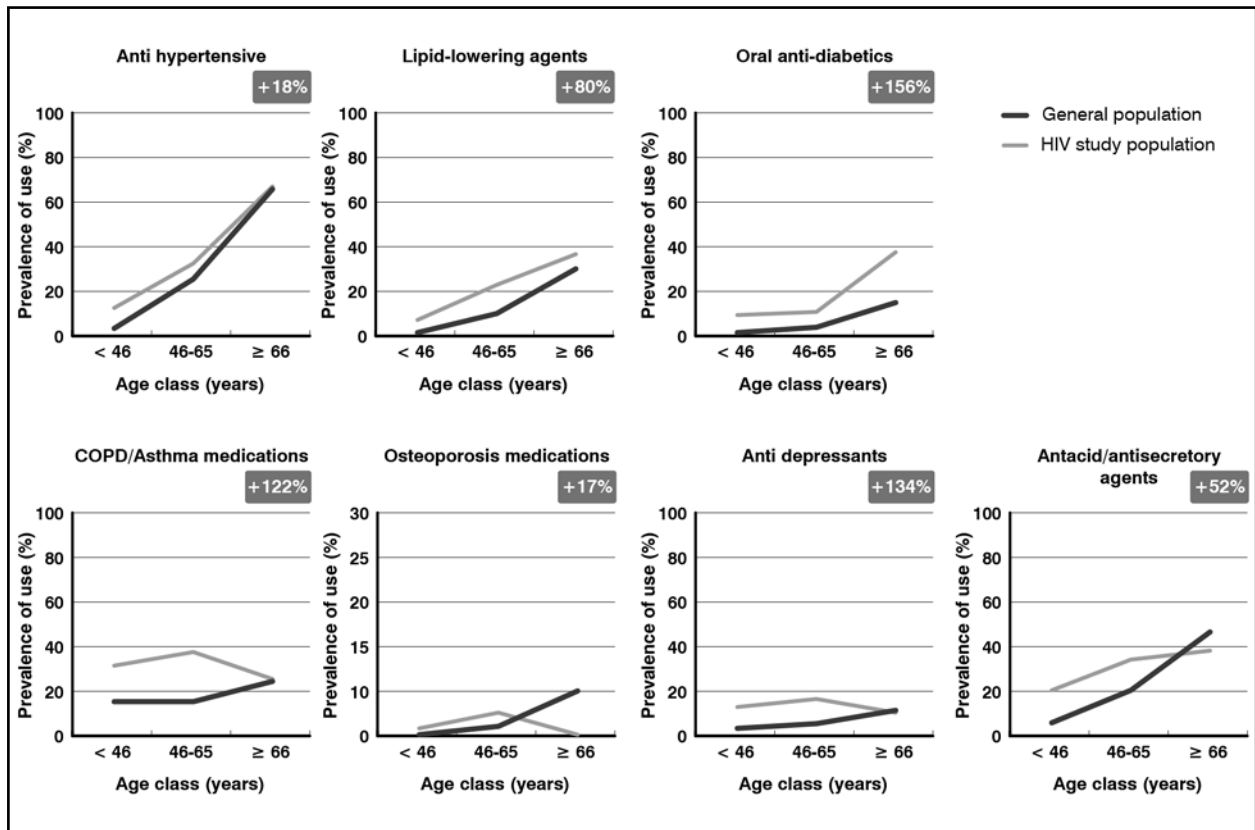 Anti hypertensive
+18%
Prevalence of use (%)
100
80
60
40
20
0
< 46
46-65
≥ 66
Age class (years)
Lipid-lowering agents
+80%
Prevalence of use (%)
100
80
60
40
20
0
< 46
46-65
≥ 66
Age class (years)
Oral anti-diabetics
+156%
Prevalence of use (%)
100
80
60
40
20
0
< 46
46-65
≥ 66
Age class (years)
General population
HIV study population
COPD/Asthma medications
+122%
Prevalence of use (%)
100
80
60
40
20
0
< 46
46-65
≥ 66
Age class (years)
Osteoporosis medications
+17%
Prevalence of use (%)
30
25
20
15
10
0
< 46
46-65
≥ 66
Age class (years)
Anti depressants
+134%
Prevalence of use (%)
100
80
60
40
20
0
< 46
46-65
≥ 66
Age class (years)
Antacid/antisecretory
agents
+52%
Prevalence of use (%)
100
80
60
40
20
0
< 46
46-65
≥ 66
Age class (years)